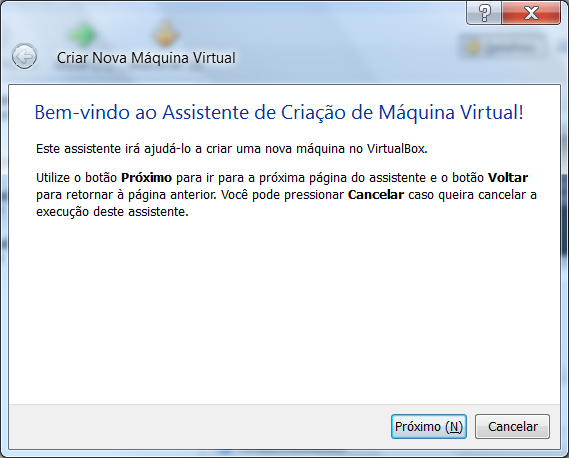 Criar Nova Máquina Virtual
Bem-vindo ao Assistente de Criação de Máquina Virtual!
Este assistente irá ajudá-lo a criar uma nova máquina no VirtualBox.
Utilize o botão Próximo para ir para a próxima página do assistente e o botão Voltar
para retornar à página anterior. Você pode pressionar Cancelar caso queira cancelar a
execução deste assistente.
Próximo (N)
Cancelar